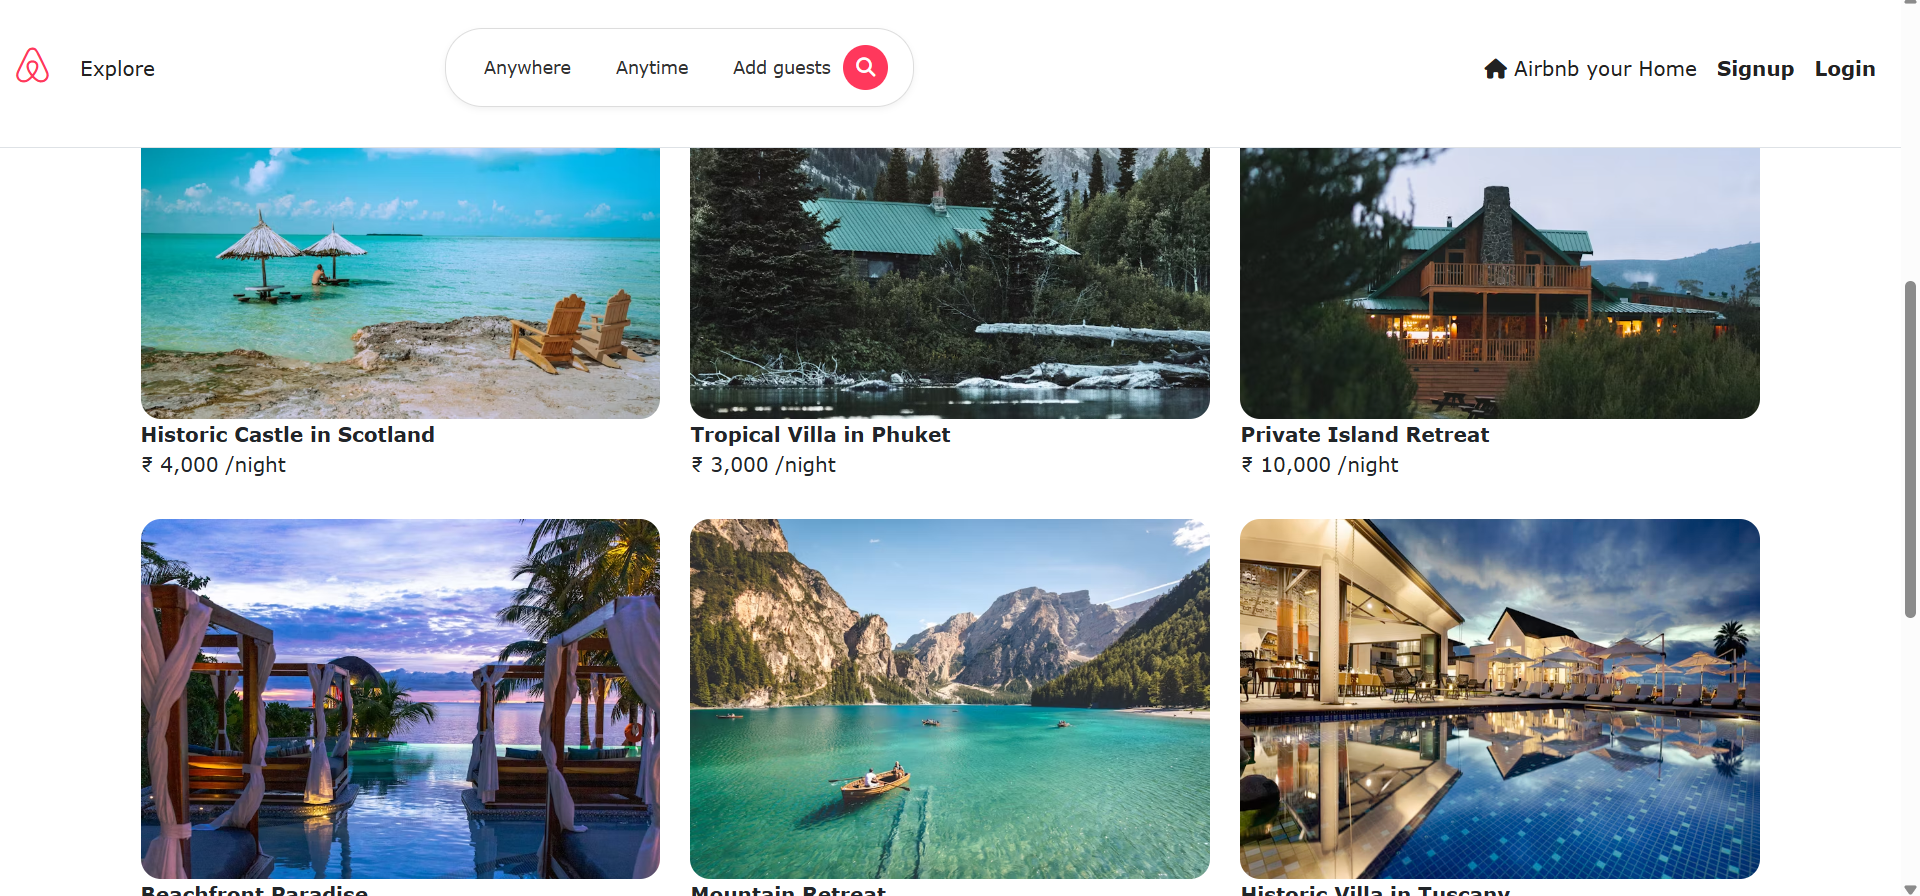 Explore
Anywhere Anytime Add guests
Airbnb your Home Signup Login
Historic Castle in Scotland
₹ 4,000 /night
Tropical Villa in Phuket
₹ 3,000 /night
Private Island Retreat
₹ 10,000 /night
Beachfront Paradise
Mountain Retreat
Historic Villa in Tuscany